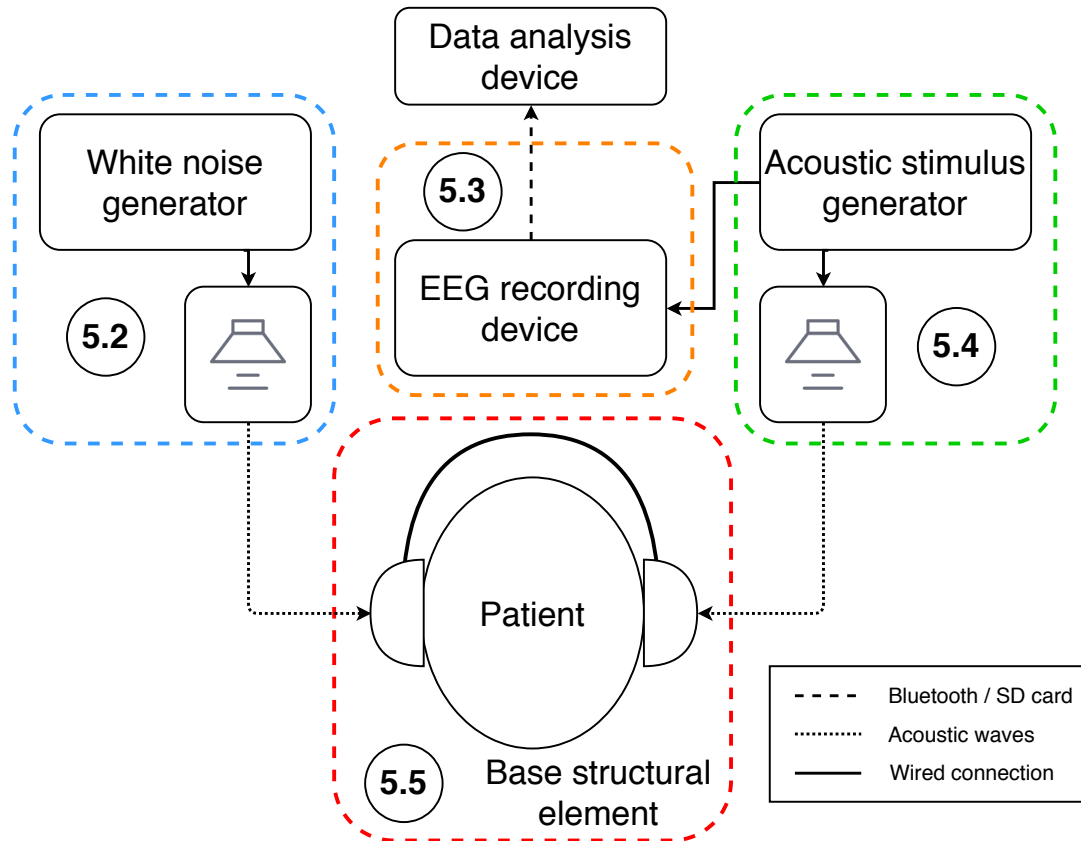 Data analysis
device
White noise
generator
5.3
Acoustic stimulus
generator
EEG recording
device
5.2
5.4
Patient
5.5
Base structural
element
Bluetooth / SD card
Acoustic waves
Wired connection